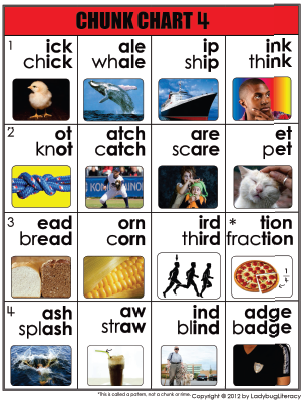 CHUNK CHART 4
1 ick ale ip ink
chick whale ship think
2 ot atch are et
knot catch scare pet
3 ead orn ird * tion
bread corn third fraction
1/4
4 ash aw ind adge
splash straw blind badge
*This is called a pattern, not a chunk or rime. Copyright © 2012 by LadybugLiteracy